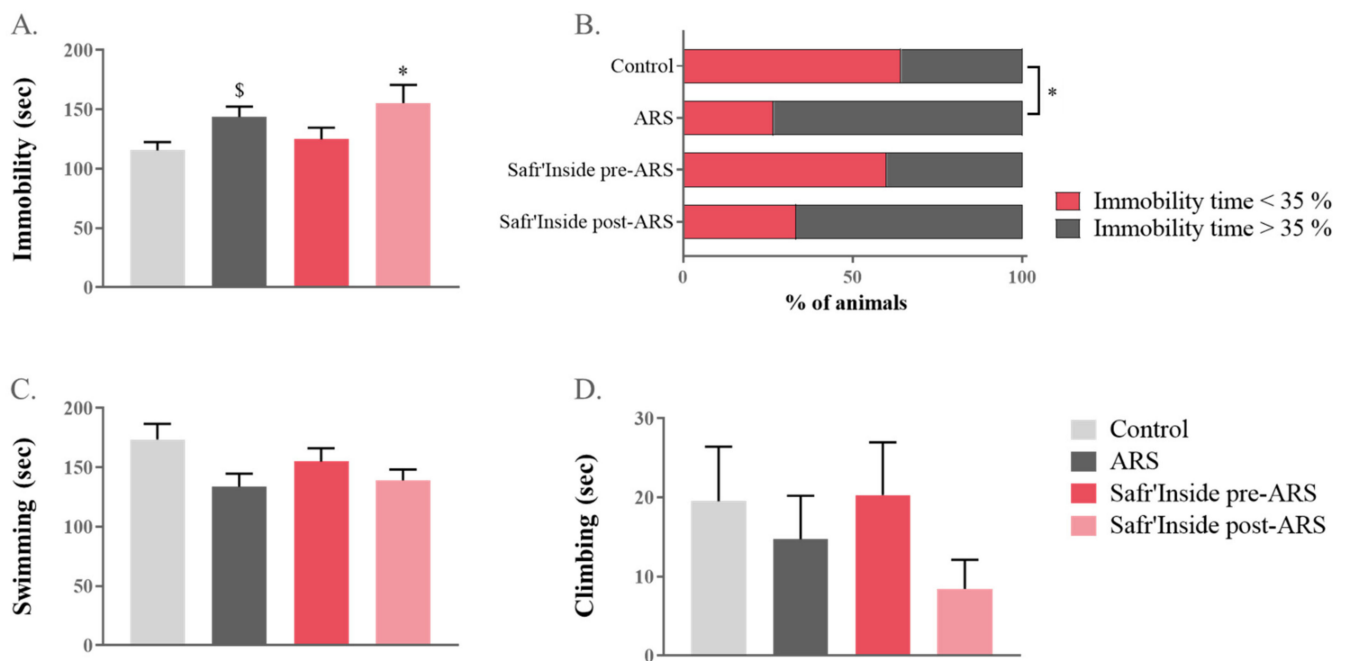 A.
Immobility (sec)
200
150
100
50
0
$
*
B.
Control
ARS
Safr'Inside pre-ARS
Safr'Inside post-ARS
*
0
50
100
% of animals
Immobility time < 35 %
Immobility time > 35 %
C.
Swimming (sec)
200
150
100
50
0
D.
Climbing (sec)
30
20
10
0
Control
ARS
Safr'Inside pre-ARS
Safr'Inside post-ARS